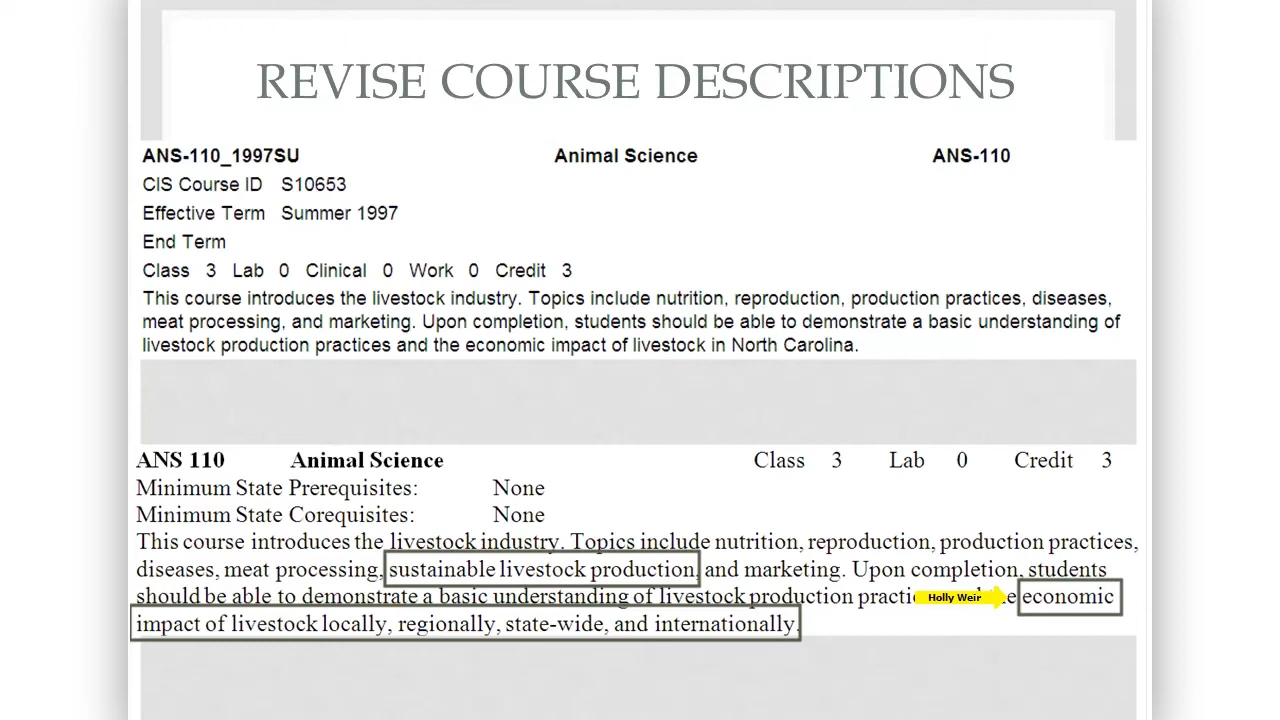 REVISE COURSE DESCRIPTIONS
ANS-110_1997SU Animal Science ANS-110
CIS Course ID S10653
Effective Term Summer 1997
End Term
Class 3 Lab 0 Clinical 0 Work 0 Credit 3
This course introduces the livestock industry. Topics include nutrition, reproduction, production practices, diseases,
meat processing, and marketing. Upon completion, students should be able to demonstrate a basic understanding of
livestock production practices and the economic impact of livestock in North Carolina.
ANS 110 Animal Science Class 3 Lab 0 Credit 3
Minimum State Prerequisites: None
Minimum State Corequisites: None
This course introduces the livestock industry. Topics include nutrition, reproduction, production practices,
diseases, meat processing, sustainable livestock production, and marketing. Upon completion, students
should be able to demonstrate a basic understanding of livestock production Holly Weir economic
impact of livestock locally, regionally, state-wide, and internationally.